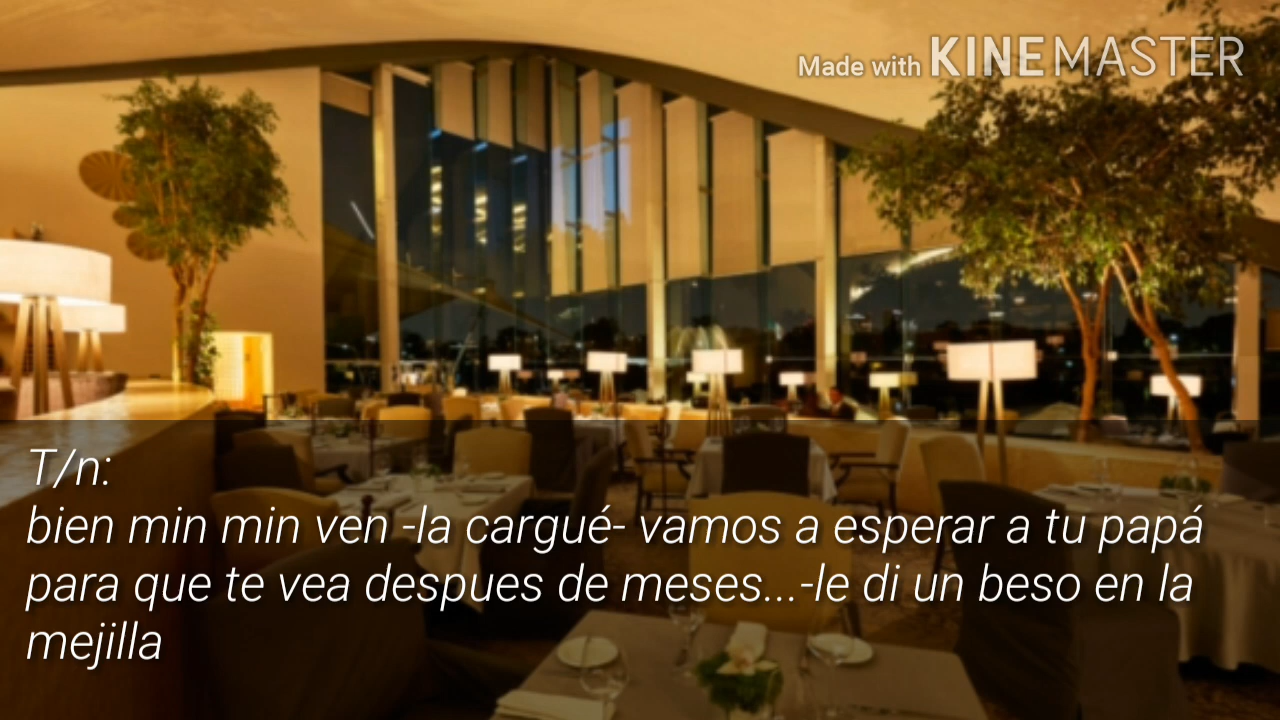 Made with KINEMASTER
T/n:
bien min min ven -la cargué- vamos a esperar a tu papá
para que te vea despues de meses...-le di un beso en la
mejilla